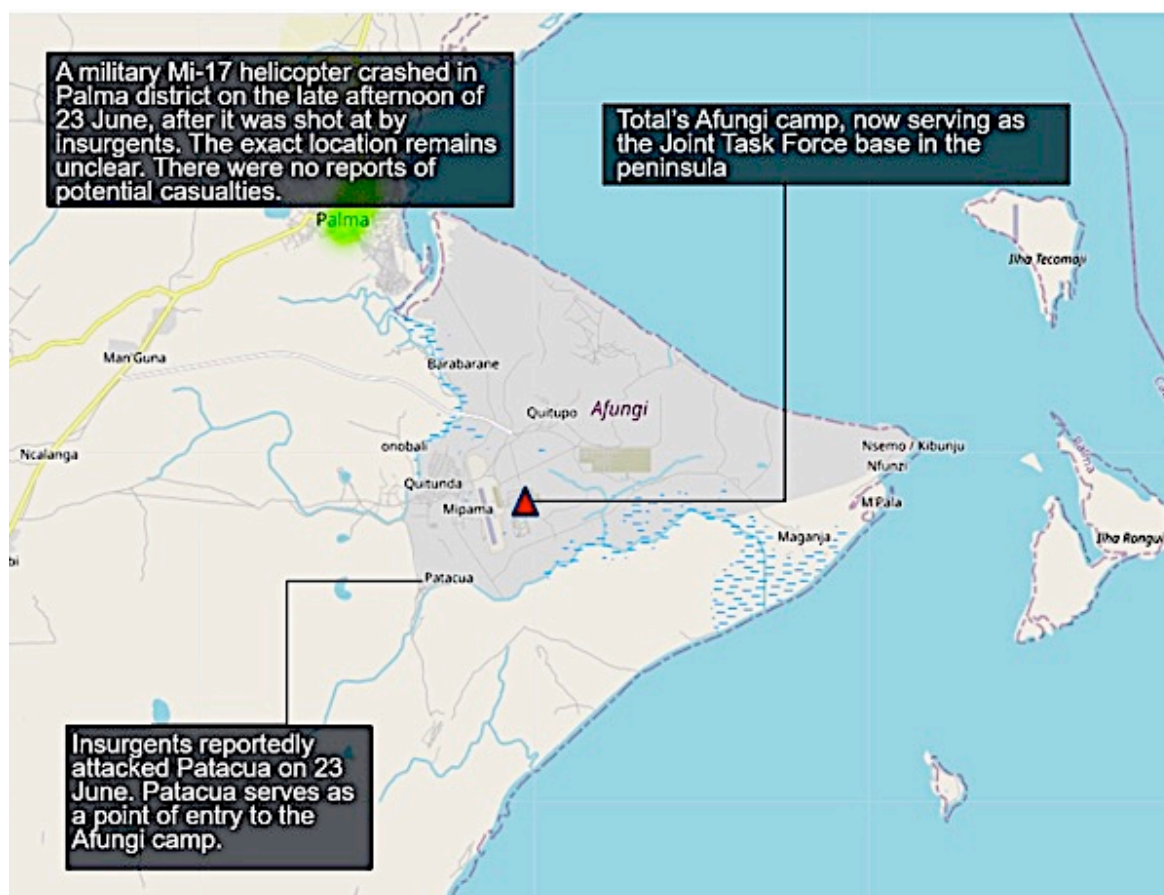 A military Mi-17 helicopter crashed in
Palma district on the late afternoon of
23 June, after it was shot at by
insurgents. The exact location remains
unclear. There were no reports of
potential casualties.
Total's Afungi camp, now serving as
the Joint Task Force base in the
peninsula
Palma
Ilha Tecomaji
Man'Guna
Barabarane
Quitupo
Afungi
Palma
Ncalanga
onobali
Nsemo / Kibunju
Nfunzi
Quitunda
Mipama
M'Pala
Maganja
Ilha Rongui
bi
Patacua
Insurgents reportedly
attacked Patacua on 23
June. Patacua serves as
a point of entry to the
Afungi camp.